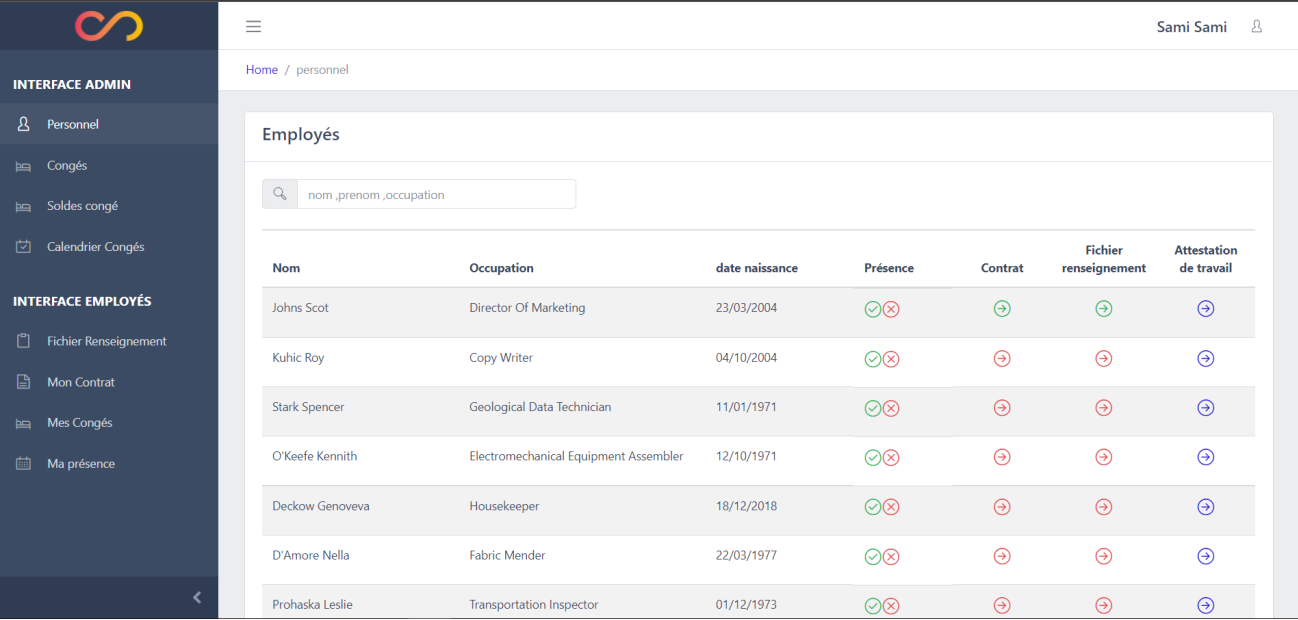 Sami Sami
Home / personnel
INTERFACE ADMIN
Personnel
Congés
Soldes congé
Calendrier Congés
INTERFACE EMPLOYÉS
Fichier Renseignement
Mon Contrat
Mes Congés
Ma présence
Employés
nom ,prenom ,occupation
Nom Occupation date naissance Présence Contrat Fichier renseignement Attestation de travail
Johns Scot Director Of Marketing 23/03/2004
Kuhic Roy Copy Writer 04/10/2004
Stark Spencer Geological Data Technician 11/01/1971
O'Keefe Kennith Electromechanical Equipment Assembler 12/10/1971
Deckow Genoveva Housekeeper 18/12/2018
D'Amore Nella Fabric Mender 22/03/1977
Prohaska Leslie Transportation Inspector 01/12/1973